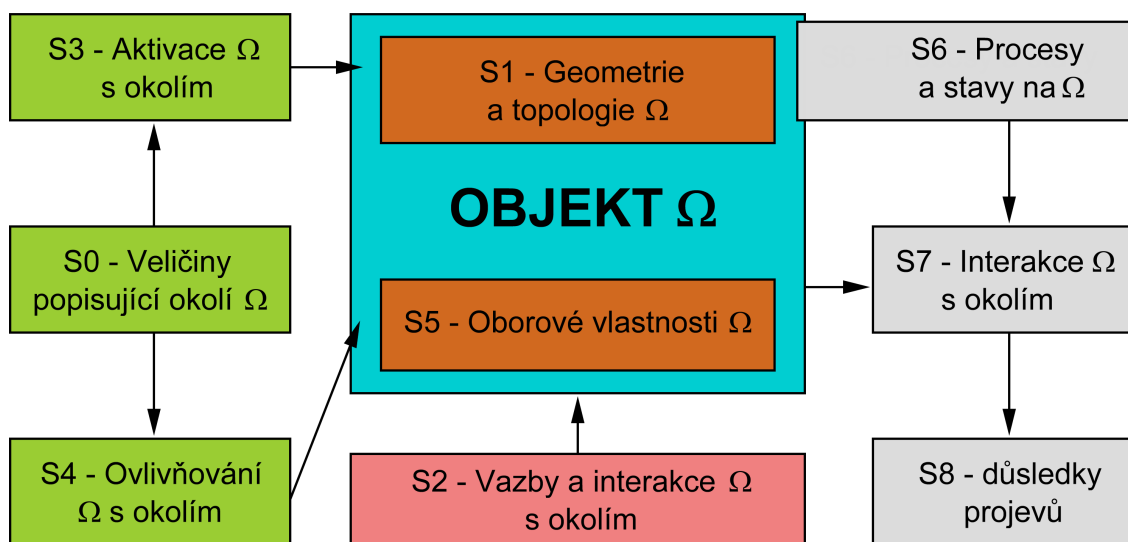 S3 - Aktivace Ω
s okolím
S1 - Geometrie
a topologie Ω
S6 - Procesy
a stavy na Ω
OBJEKT Ω
S0 - Veličiny
popisující okolí Ω
S5 - Oborové vlastnosti Ω
S7 - Interakce Ω
s okolím
S4 - Ovlivňování
Ω s okolím
S2 - Vazby a interakce Ω
s okolím
S8 - důsledky
projevů